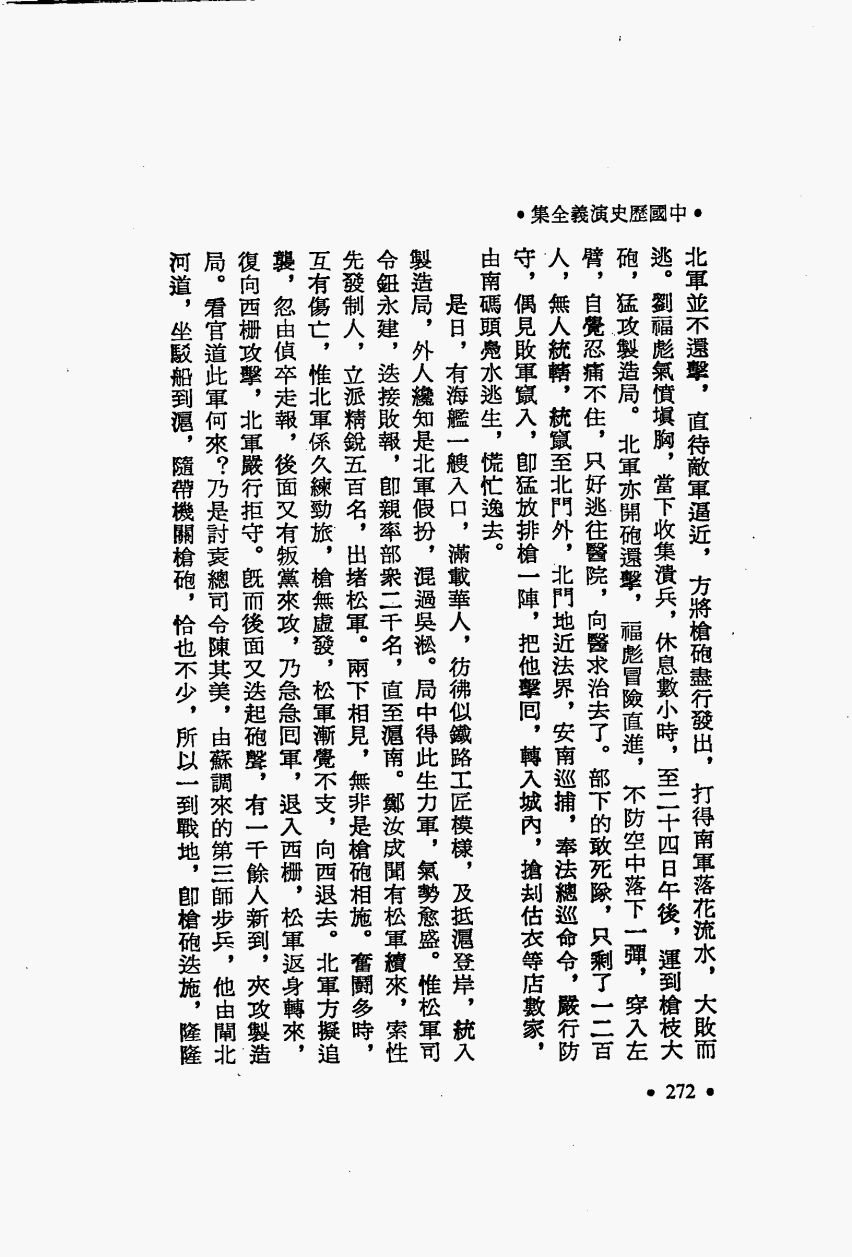 •中國歷史演義全集•
北軍並不還擊，直待敵軍逼近，方將槍砲盡行發出，打得南軍落花流水，大敗而
逃。劉福彪氣憤塡胸，當下收集潰兵，休息數小時，至二十四日午後，運到槍枝大
砲，猛攻製造局。北軍亦開砲還擊，福彪冒險直進，不防空中落下一彈，穿入左
臂，自覺忍痛不住，只好逃往醫院，向醫求治去了。部下的敢死隊，只剩了一二百
人，無人統轄，統竄至北門外，北門地近法界，安南巡捕，奉法總巡命令，嚴行防
守，偶見敗軍竄入，卽猛放排槍一陣，把他擊囘，轉入城內，搶刦估衣等店數家，
由南碼頭鳧水逃生，慌忙逸去。
是日，有海艦一艘入口，滿載華人，彷彿似鐵路工匠模樣，及抵滬登岸，統入
製造局，外人纔知是北軍假扮，混過吳淞。局中得此生力軍，氣勢愈盛。惟松軍司
令鈕永建，迭接敗報，卽親率部衆二千名，直至滬南。鄭汝成聞有松軍續來，索性
先發制人，立派精銳五百名，出堵松軍。兩下相見，無非是槍砲相施。奮鬭多時，
互有傷亡，惟北軍係久練勁旅，槍無虛發，松軍漸覺不支，向西退去。北軍方擬追
襲，忽由偵卒走報，後面又有叛黨來攻，乃急急囘軍，退入西柵，松軍返身轉來，
復向西柵攻擊，北軍嚴行拒守。旣而後面又迭起砲聲，有一千餘人新到，夾攻製造
局。看官道此軍何來？乃是討袁總司令陳其美，由蘇調來的第三師步兵，他由閘北
河道，坐駁船到滬，隨帶機關槍砲，恰也不少，所以一到戰地，卽槍砲迭施，隆隆
•272•